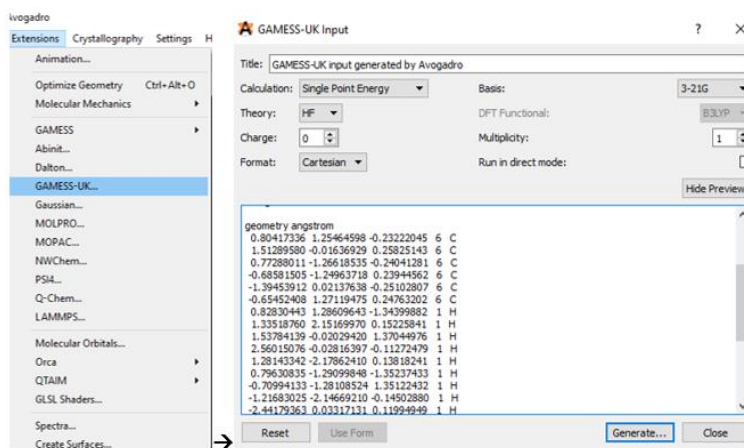 Avogadro
Extensions Crystallography Settings H
Animation...
Optimize Geometry Ctrl+Alt+O
Molecular Mechanics
GAMESS
Abinit...
Dalton...
GAMESS-UK...
Gaussian...
MOLPRO...
MOPAC...
NWChem...
PSI4...
Q-Chem...
LAMMPS...
Molecular Orbitals...
Orca
QTAIM
GLSL Shaders...
Spectra...
Create Surfaces...
→
GAMESS-UK Input ? X
Title: GAMESS-UK input generated by Avogadro
Calculation: Single Point Energy Basis: 3-21G
Theory: HF DFT Functional: B3LYP
Charge: 0 Multiplicity: 1
Format: Cartesian Run in direct mode:
Hide Preview
geometry angstrom
0.80417336 1.25464598 -0.23222045 6 C
1.51289580 -0.01636929 0.25825143 6 C
0.77288011 -1.26618535 -0.24041281 6 C
-0.68581505 -1.24963718 0.23944562 6 C
-1.39453912 0.02137638 -0.25102807 6 C
-0.65452408 1.27119475 0.24763202 6 C
0.82830443 1.28609643 -1.34399882 1 H
1.33518760 2.15169970 0.15225841 1 H
1.53784139 -0.02029420 1.37044976 1 H
2.56015076 -0.02816397 -0.11272479 1 H
1.28143342 -2.17862410 0.13818241 1 H
0.79630835 -1.29099848 -1.35237433 1 H
-0.70994133 -1.28108524 1.35122432 1 H
-1.21683025 -2.14669210 -0.14502880 1 H
-2.44179363 0.03317131 0.11994949 1 H
Reset Use Form Generate... Close